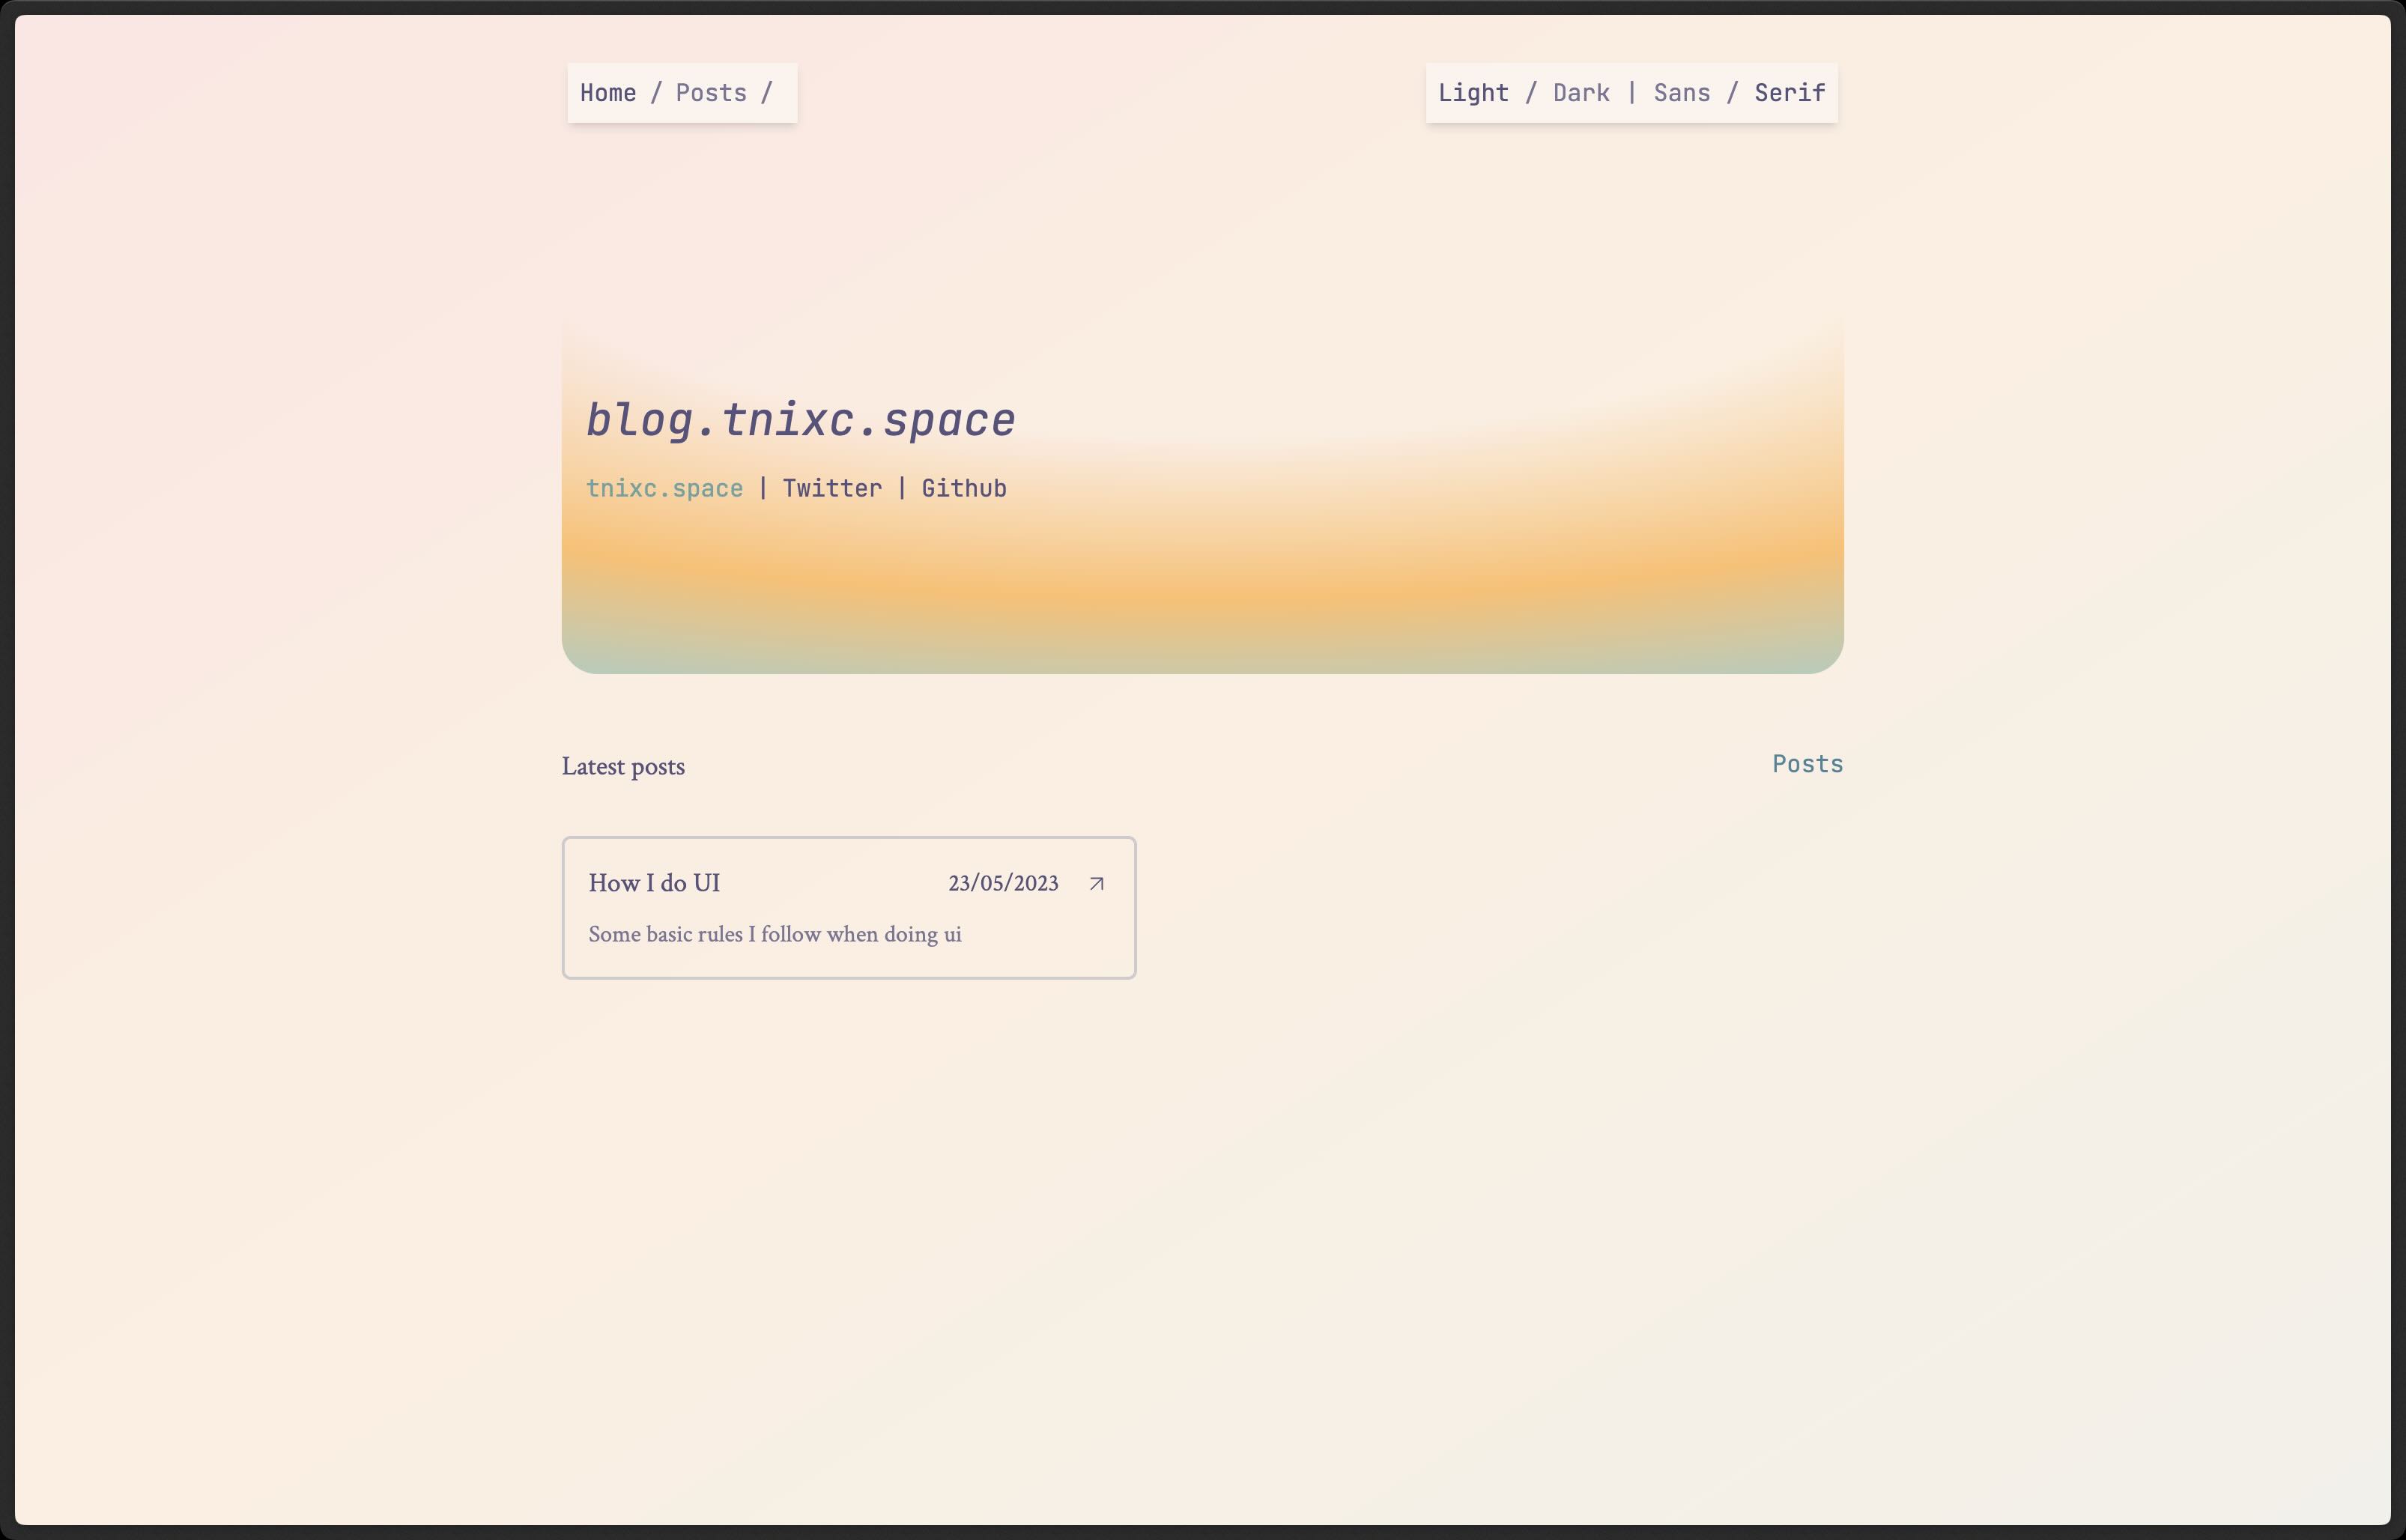 Home / Posts /
Light / Dark | Sans / Serif
blog.tnixc.space
tnixc.space | Twitter | Github
Latest posts
Posts
How I do UI
23/05/2023
Some basic rules I follow when doing ui